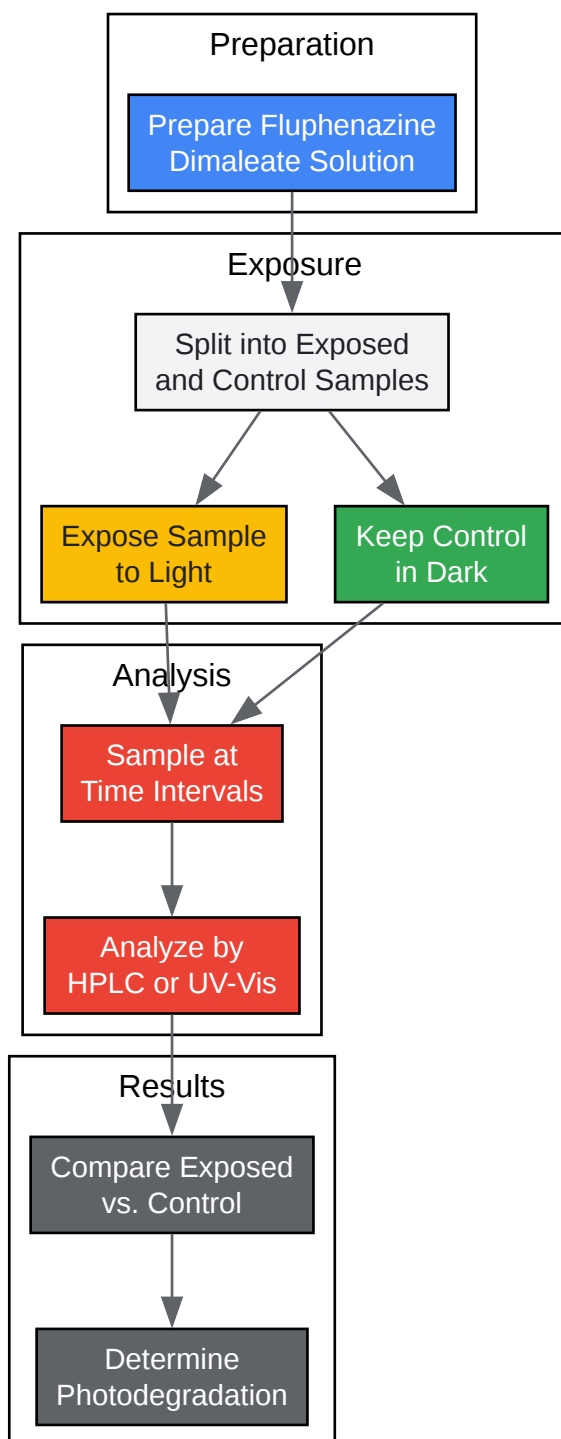 Preparation
Prepare Fluphenazine
Dimaleate Solution
Exposure
Split into Exposed
and Control Samples
Expose Sample
to Light
Keep Control
in Dark
Analysis
Sample at
Time Intervals
Analyze by
HPLC or UV-Vis
Results
Compare Exposed
vs. Control
Determine
Photodegradation